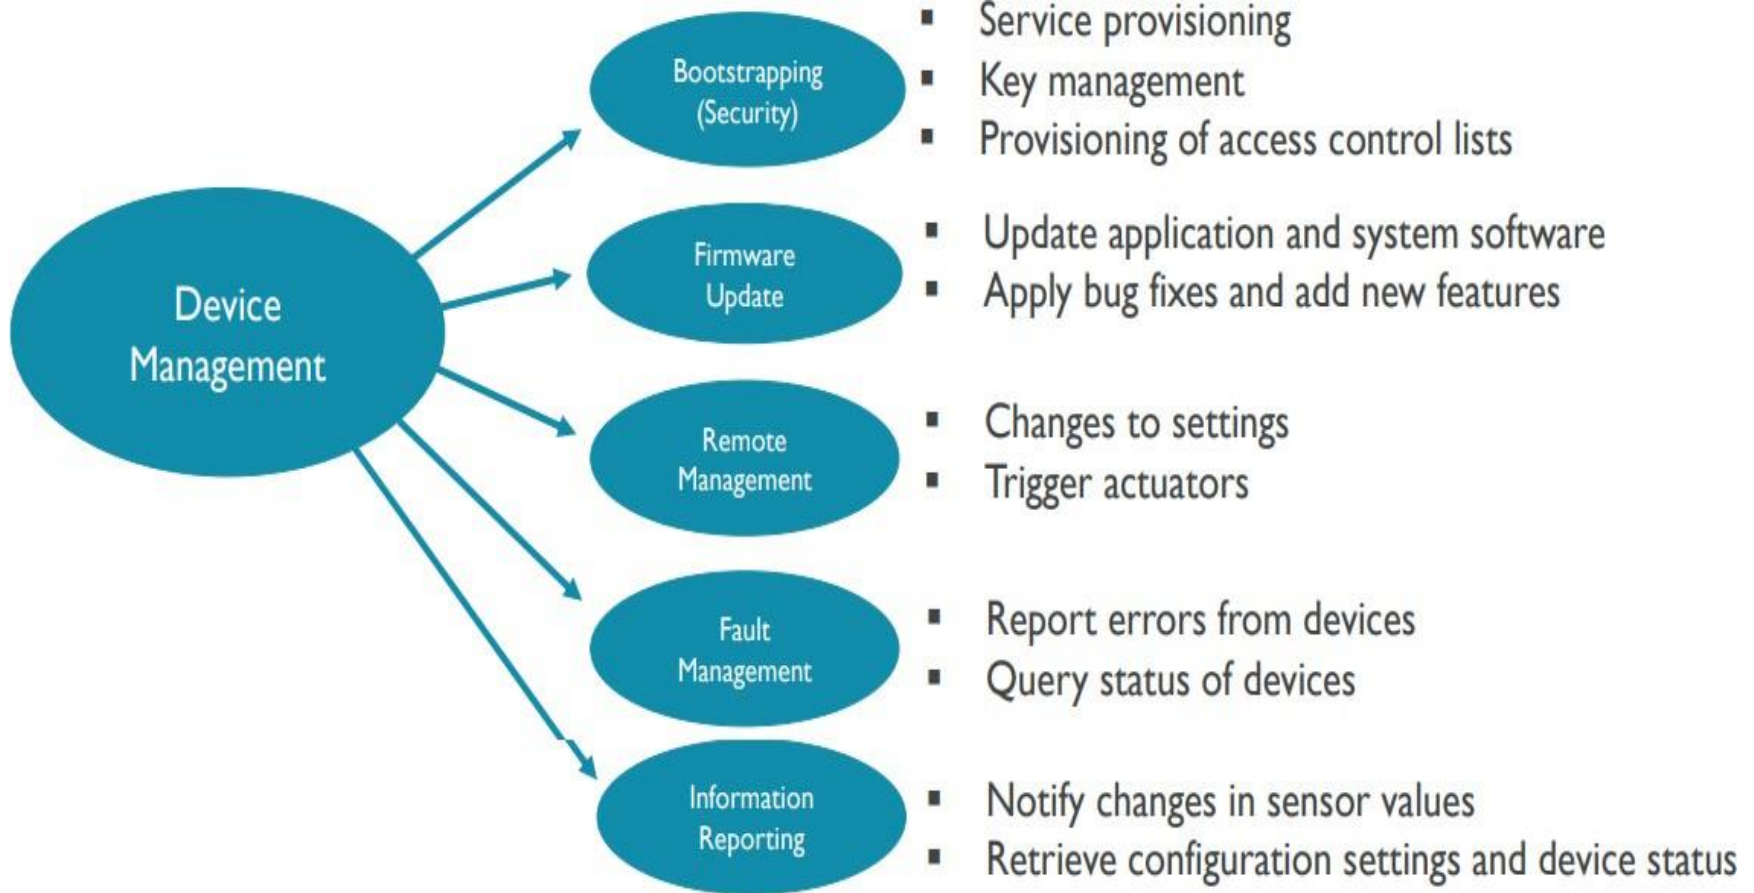 Device
Management
Bootstrapping
(Security)
▪ Service provisioning
▪ Key management
▪ Provisioning of access control lists
Firmware
Update
▪ Update application and system software
▪ Apply bug fixes and add new features
Remote
Management
▪ Changes to settings
▪ Trigger actuators
Fault
Management
▪ Report errors from devices
▪ Query status of devices
Information
Reporting
▪ Notify changes in sensor values
▪ Retrieve configuration settings and device status